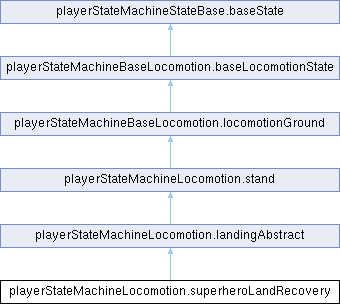 playerStateMachineStateBase.baseState
playerStateMachineBaseLocomotion.baseLocomotionState
playerStateMachineBaseLocomotion.locomotionGround
playerStateMachineLocomotion.stand
playerStateMachineLocomotion.landingAbstract
playerStateMachineLocomotion.superheroLandRecovery